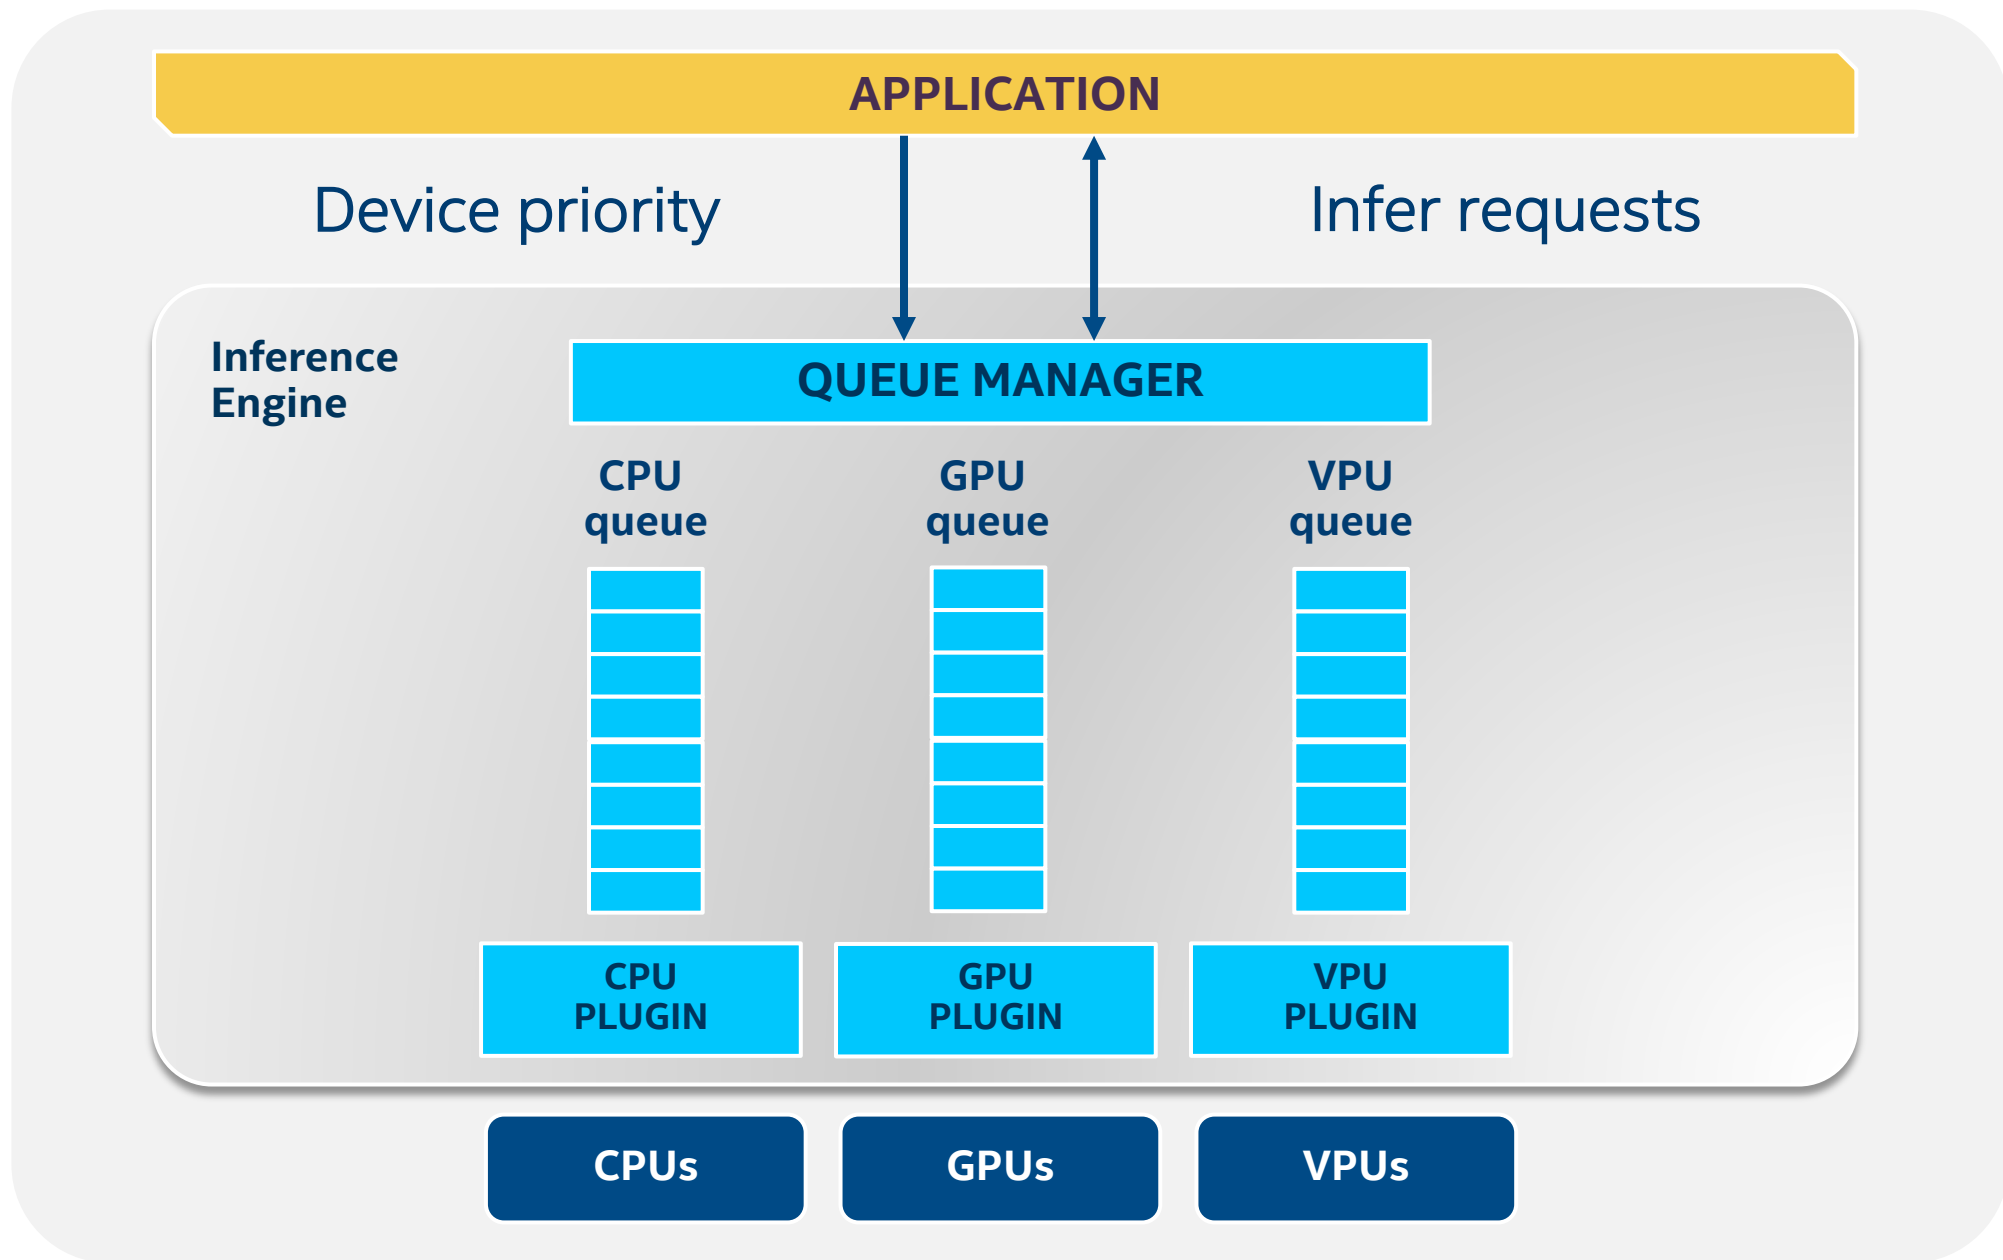 APPLICATION
Device priority
Infer requests
Inference
Engine
QUEUE MANAGER
CPU
queue
GPU
queue
VPU
queue
CPU
PLUGIN
GPU
PLUGIN
VPU
PLUGIN
CPUs
GPUs
VPUs